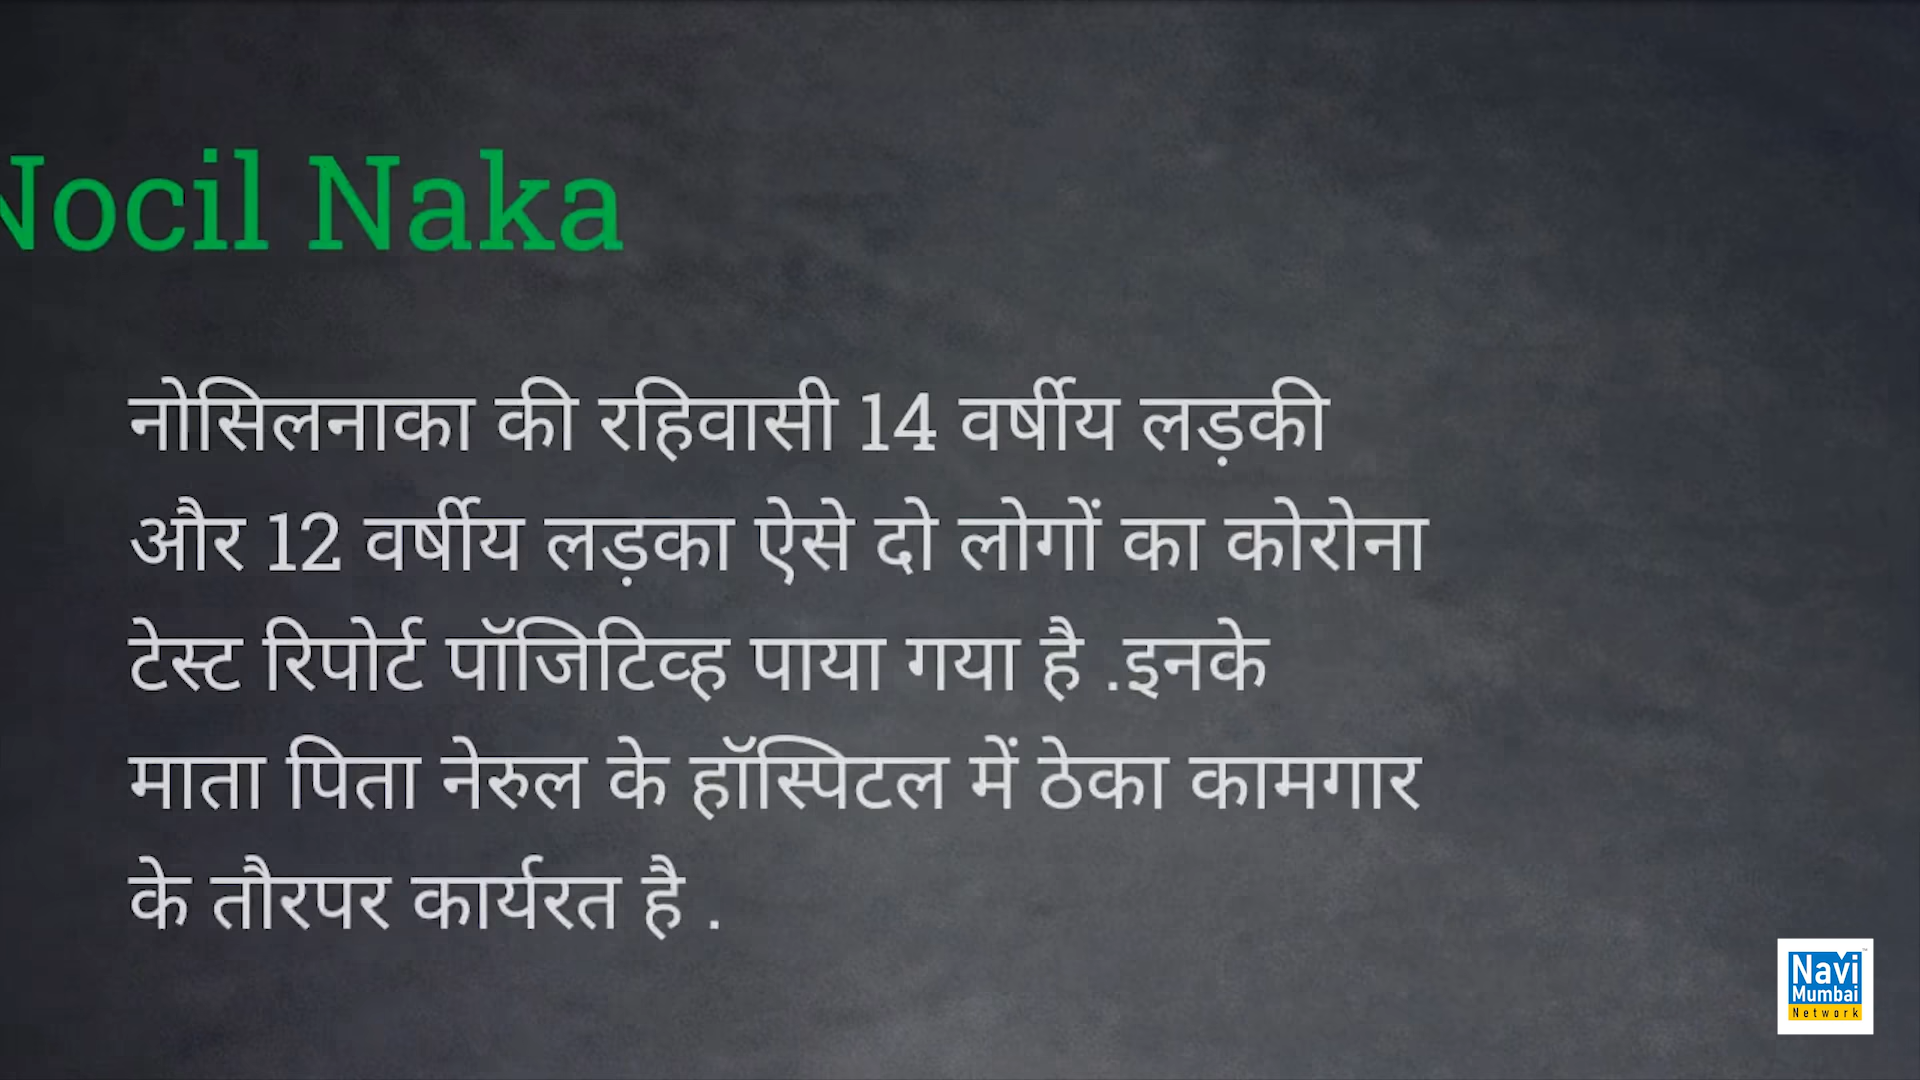 Nocil Naka
नोसिलनाका की रहिवासी 14 वर्षीय लड़की
और 12 वर्षीय लड़का ऐसे दो लोगों का कोरोना
टेस्ट रिपोर्ट पॉजिटिव्ह पाया गया है .इनके
माता पिता नेरुल के हॉस्पिटल में ठेका कामगार
के तौरपर कार्यरत है .
Navi
Mumbai
Network